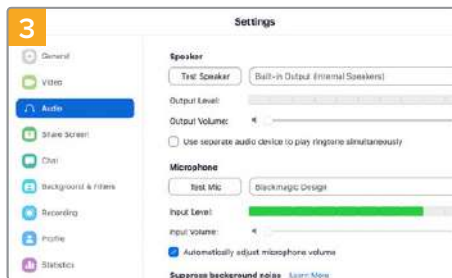 3
Settings
General
Video
Audio
Share Screen
Chat
Background & Filters
Recording
Profile
Statistics
Speaker
Test Speaker
Built-in Output (Internal Speakers)
Output Level:
Output Volume:
Use separate audio device to play ringtone simultaneously
Microphone
Test Mic
Blackmagic Design
Input Level:
Input Volume:
Automatically adjust microphone volume
Suppress background noise Learn More